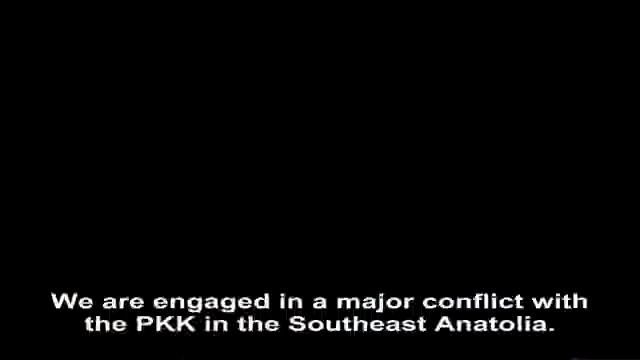 We are engaged in a major conflict with
the PKK in the Southeast Anatolia.